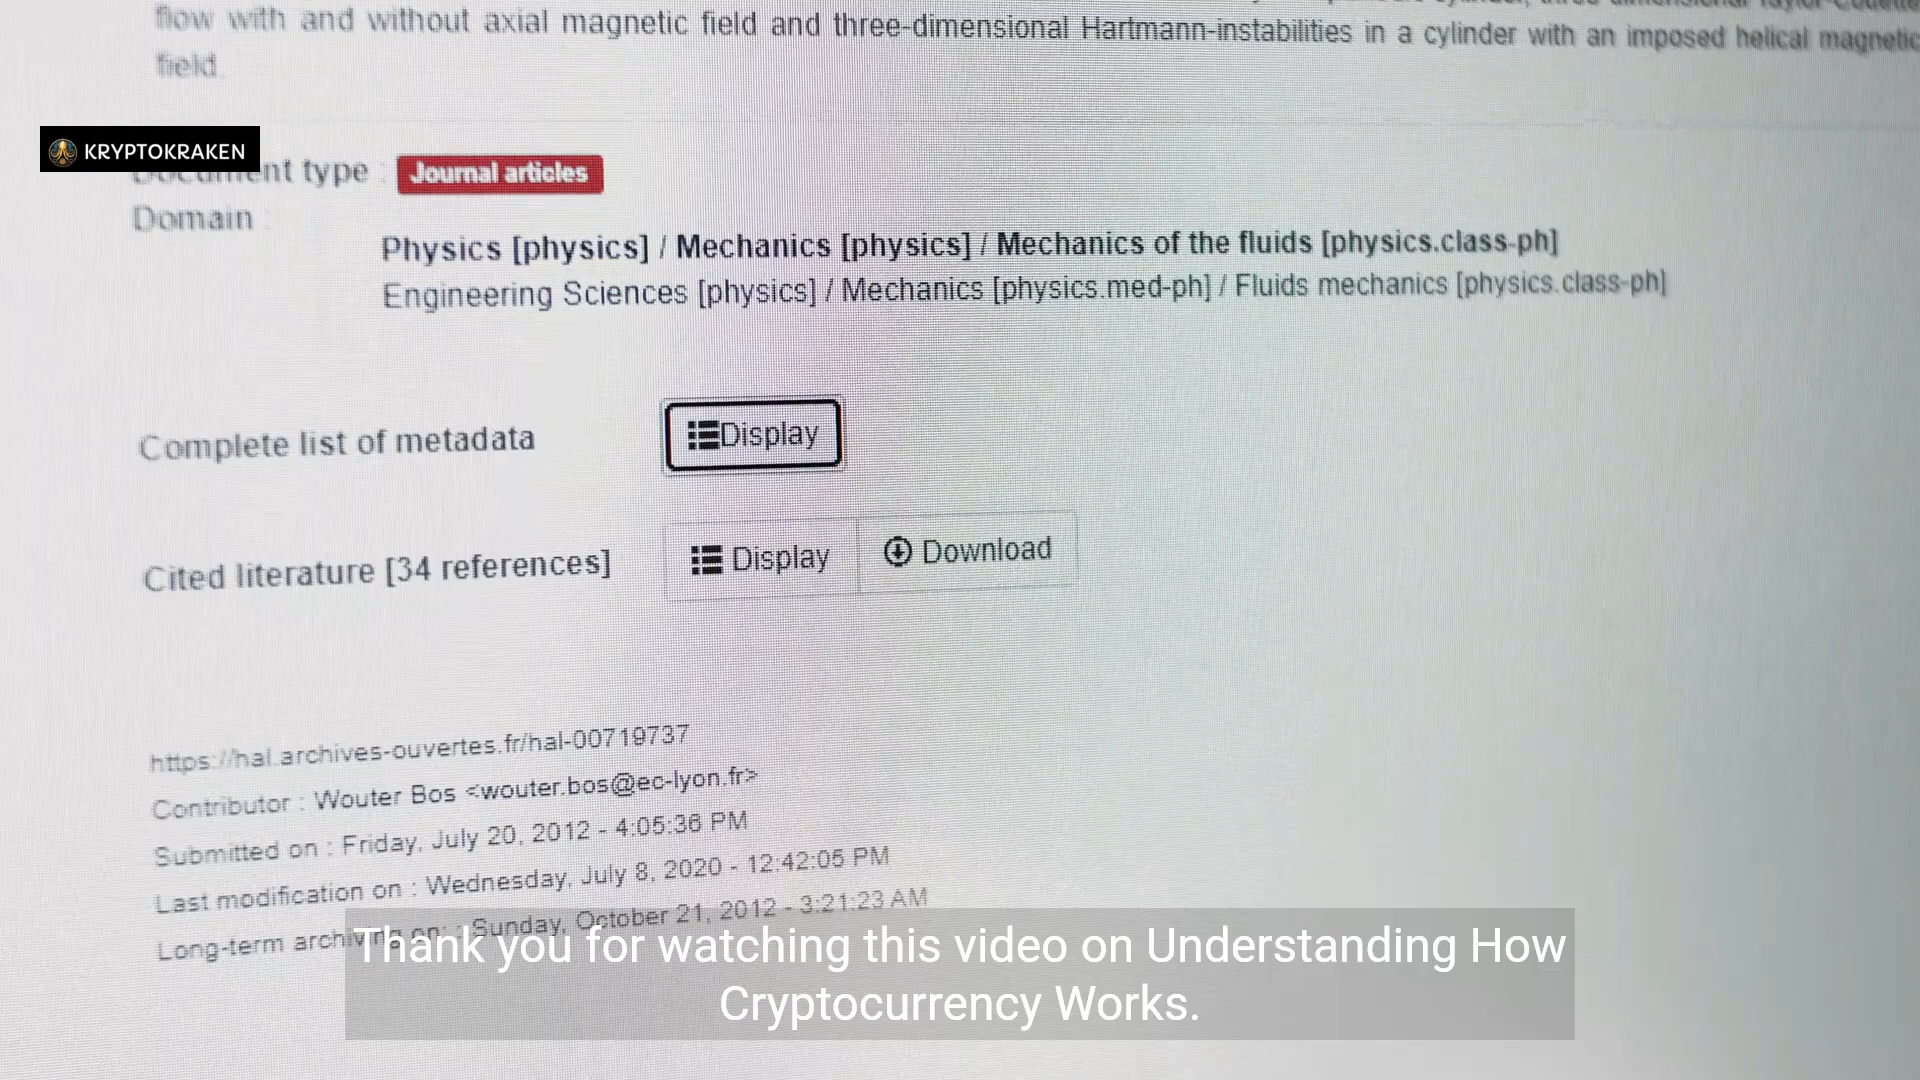 flow with and without axial magnetic field and three-dimensional Hartmann-instabilities in a cylinder with an imposed helical magnetic
field.
KRYPTOKRAKEN
Document type : Journal articles
Domain :
Physics [physics] / Mechanics [physics] / Mechanics of the fluids [physics.class-ph]
Engineering Sciences [physics] / Mechanics [physics.med-ph] / Fluids mechanics [physics.class-ph]
Complete list of metadata Display
Cited literature [34 references] Display Download
https://hal.archives-ouvertes.fr/hal-00719737
Contributor : Wouter Bos <wouter.bos@ec-lyon.fr>
Submitted on : Friday, July 20, 2012 - 4:05:36 PM
Last modification on : Wednesday, July 8, 2020 - 12:42:05 PM
Long-term archiving on: : Sunday, October 21, 2012 - 3:21:23 AM
Thank you for watching this video on Understanding How
Cryptocurrency Works.